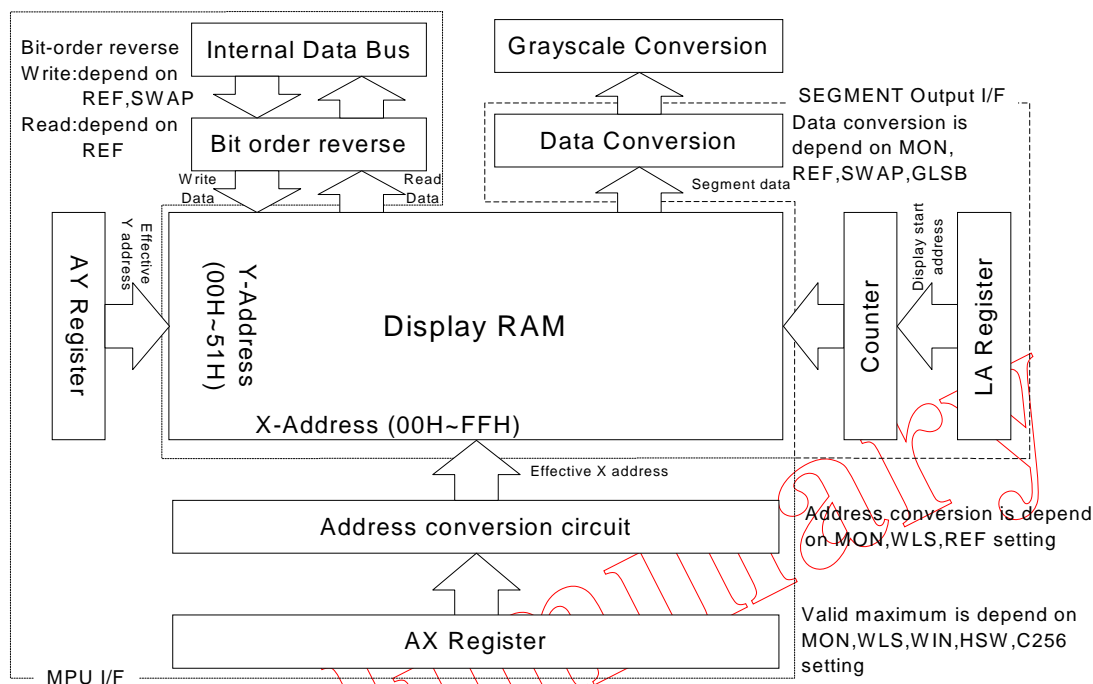 Bit-order reverse
Write:depend on
REF,SWAP
Read:depend on
REF
Internal Data Bus
Bit order reverse
Write
Data
Read
Data
Grayscale Conversion
SEGMENT Output I/F
Data Conversion
Data conversion is
depend on MON,
REF,SWAP,GLSB
Segment data
AY Register
Effective
Y address
Y-Address
(00H~51H)
Display RAM
X-Address (00H~FFH)
Counter
Display start
address
LA Register
Effective X address
Address conversion circuit
Address conversion is depend
on MON,WLS,REF setting
AX Register
Valid maximum is depend on
MON,WLS,WIN,HSW,C256
setting
MPU I/F